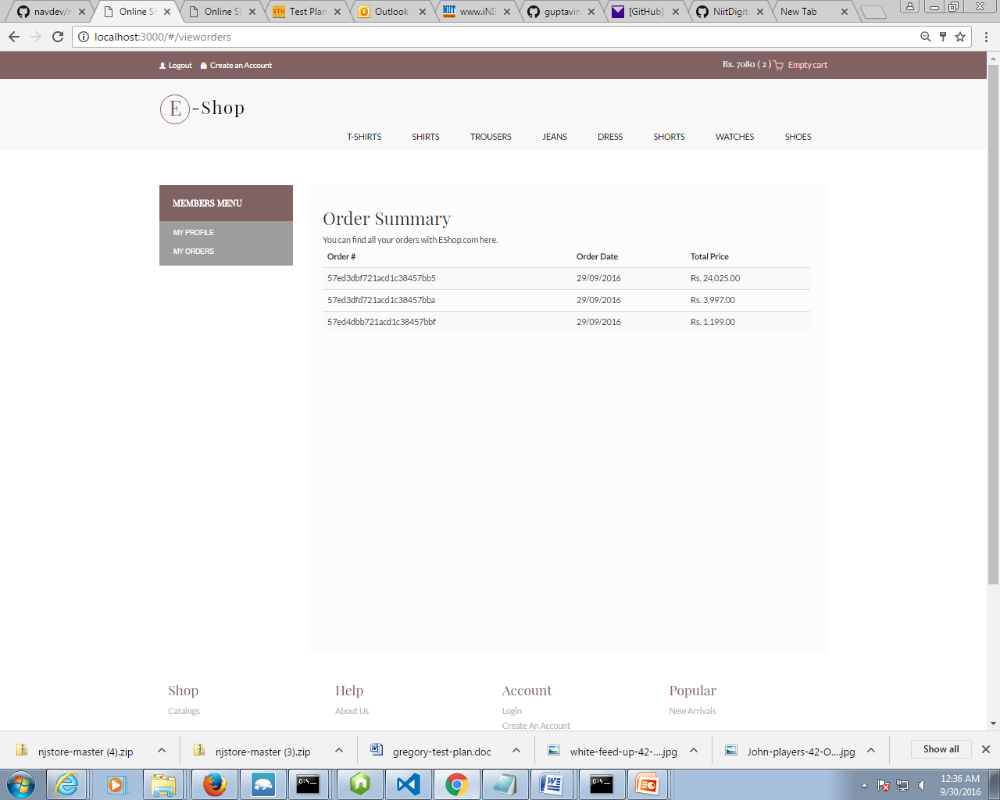 navdev/n
Online Sh
Online Sh
STH Test Plan
Outlook
NIIT www.iNII
guptavin
[GitHub]
NiitDigita
New Tab
localhost:3000/#/vieworders
Logout Create an Account
Rs. 7080 ( 2 ) Empty cart
E -Shop
T-SHIRTS SHIRTS TROUSERS JEANS DRESS SHORTS WATCHES SHOES
MEMBERS MENU
MY PROFILE
MY ORDERS
Order Summary
You can find all your orders with EShop.com here.
Order # Order Date Total Price
57ed3dbf721acd1c38457bb5 29/09/2016 Rs. 24,025.00
57ed3dfd721acd1c38457bba 29/09/2016 Rs. 3,997.00
57ed4dbb721acd1c38457bbf 29/09/2016 Rs. 1,199.00
Shop Help Account Popular
Catalogs About Us Login New Arrivals
Create An Account
njstore-master (4).zip njstore-master (3).zip gregory-test-plan.doc white-feed-up-42-....jpg John-players-42-O....jpg Show all
12:36 AM
9/30/2016